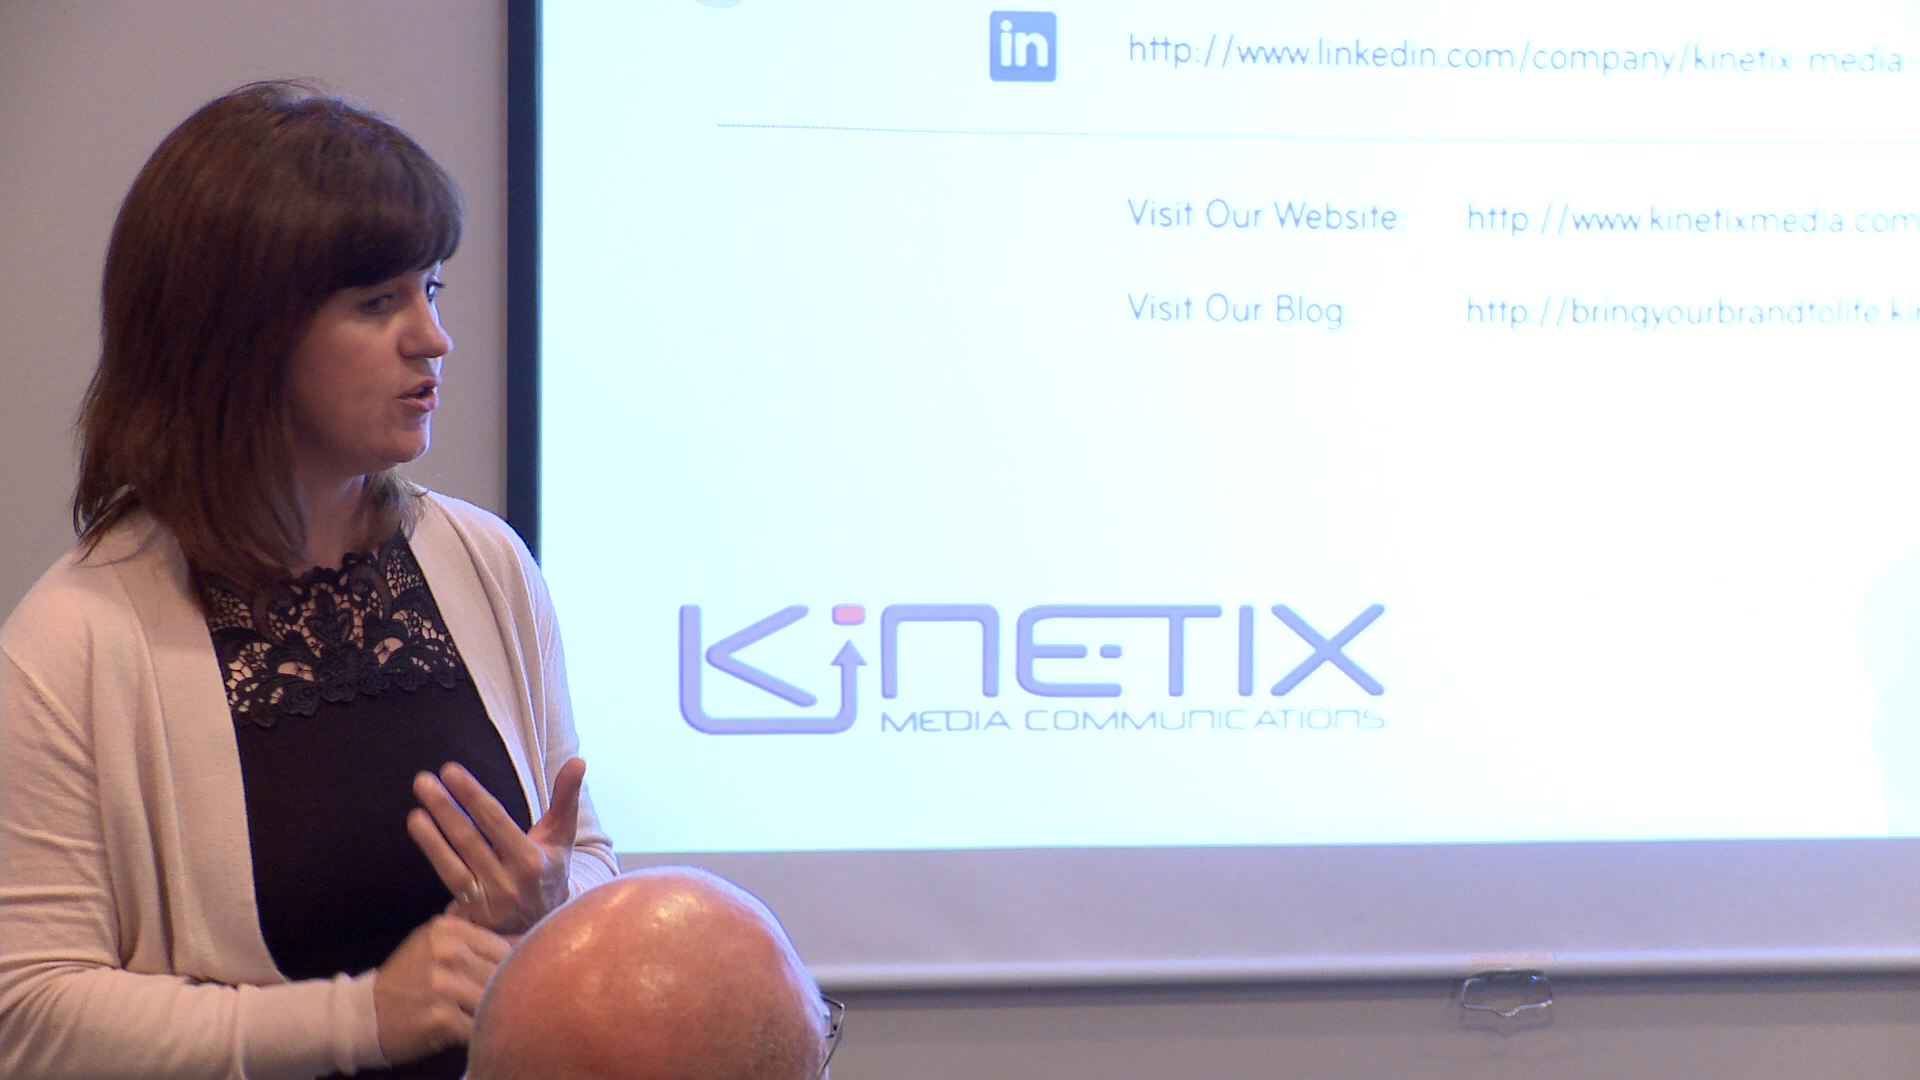 in
http://www.linkedin.com/company/kinetix-media-
Visit Our Website: http://www.kinetixmedia.com
Visit Our Blog: http://bringyourbrandtolife.kin
KiNETIX
MEDIA COMMUNICATIONS